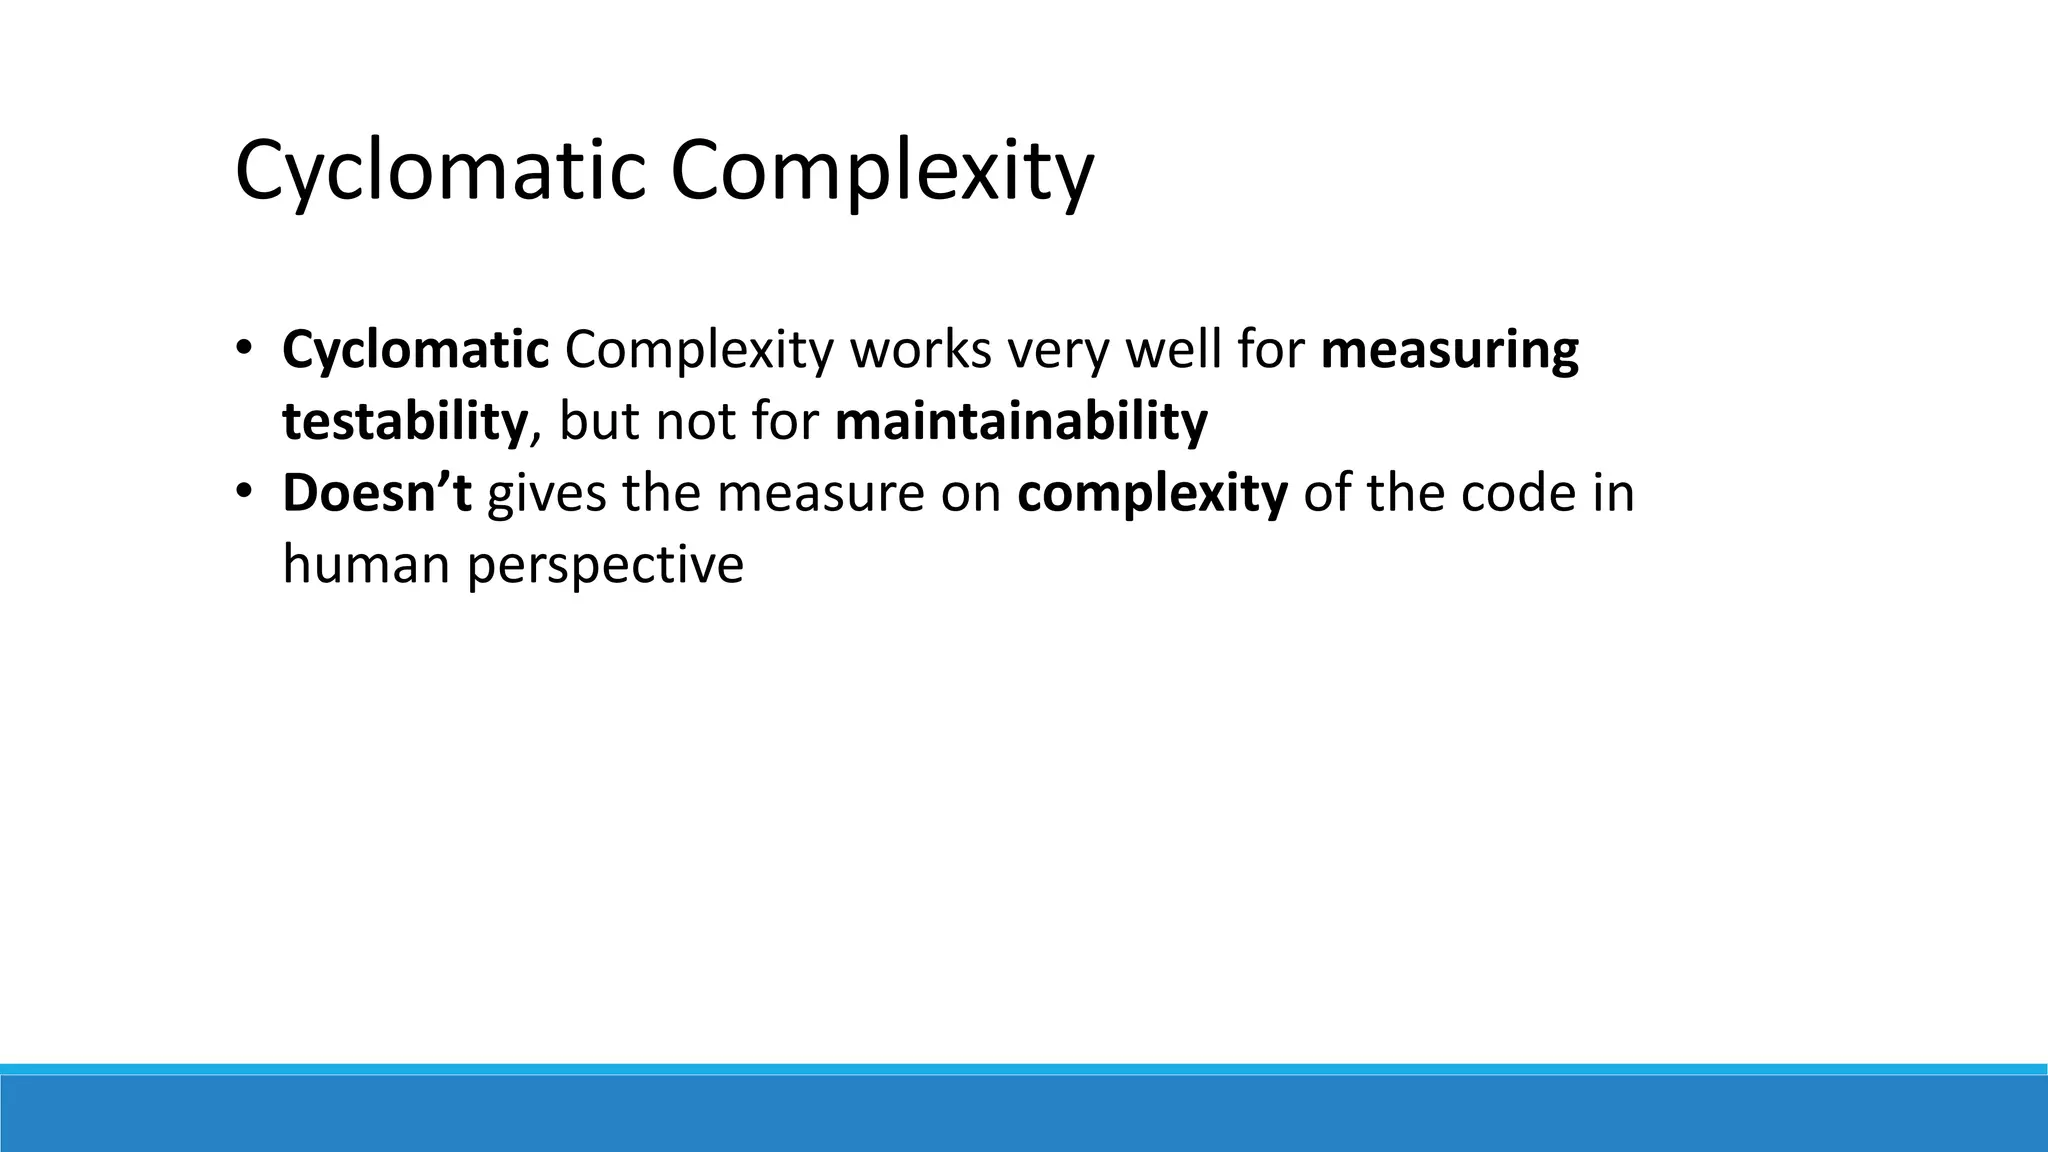 Cyclomatic Complexity
• Cyclomatic Complexity works very well for measuring
testability, but not for maintainability
• Doesn’t gives the measure on complexity of the code in
human perspective